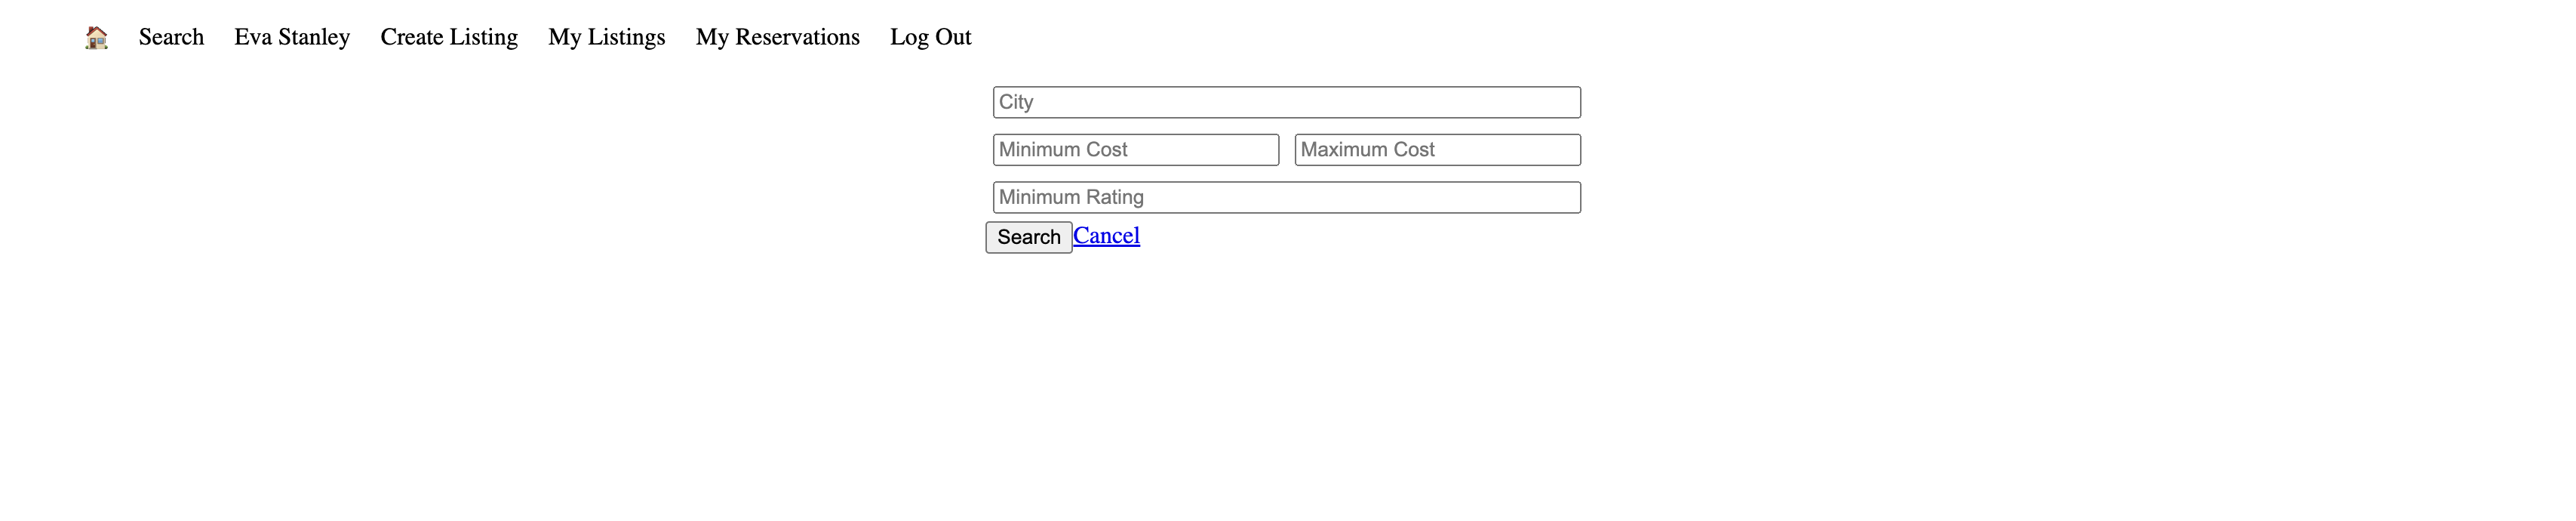 Search Eva Stanley Create Listing My Listings My Reservations Log Out
City
Minimum Cost Maximum Cost
Minimum Rating
Search Cancel